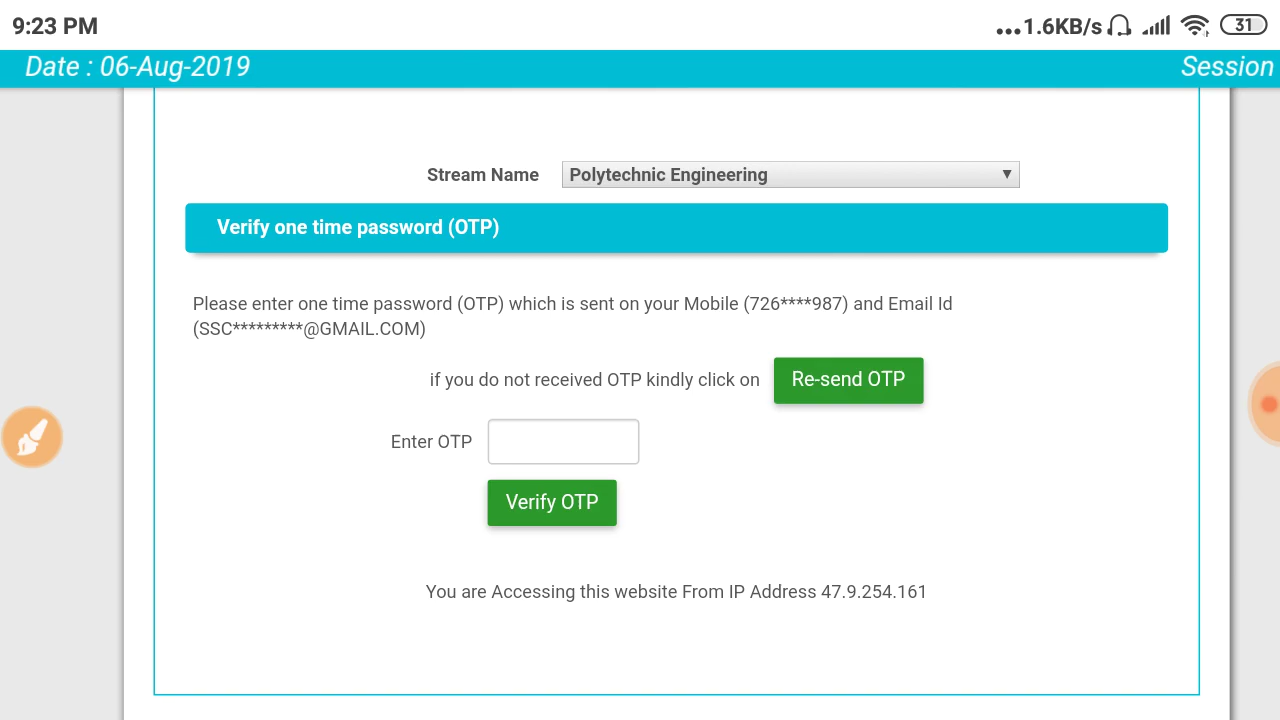 9:23 PM
...1.6KB/s 31
Date : 06-Aug-2019 Session
Stream Name Polytechnic Engineering
Verify one time password (OTP)
Please enter one time password (OTP) which is sent on your Mobile (726****987) and Email Id
(SSC*********@GMAIL.COM)
if you do not received OTP kindly click on Re-send OTP
Enter OTP
Verify OTP
You are Accessing this website From IP Address 47.9.254.161